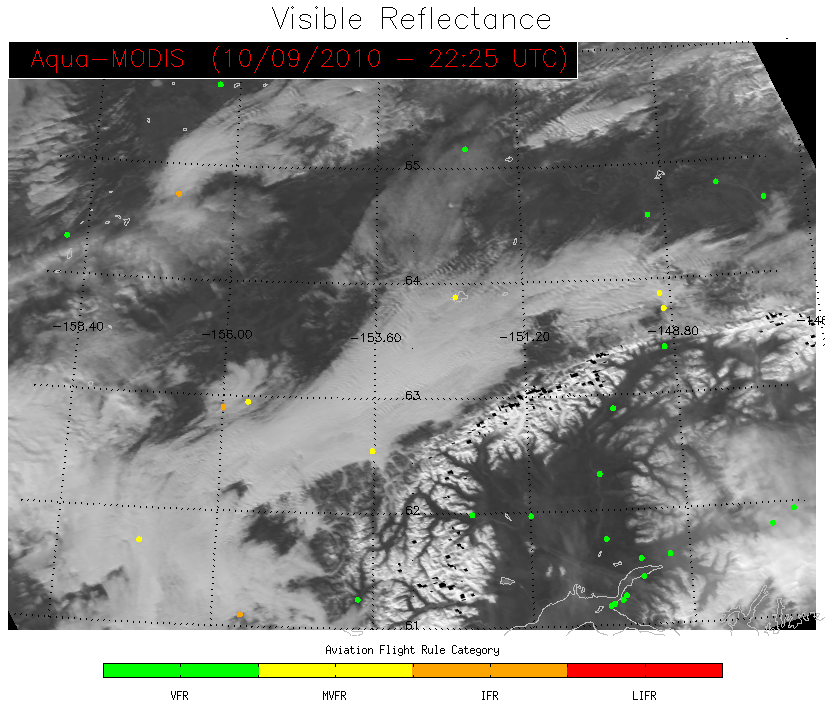 Visible Reflectance
Aqua-MODIS (10/09/2010 - 22:25 UTC)
65
64
-158.40
-156.00
-153.60
-151.20
-148.80
-146
63
62
61
Aviation Flight Rule Category
VFR
MVFR
IFR
LIFR